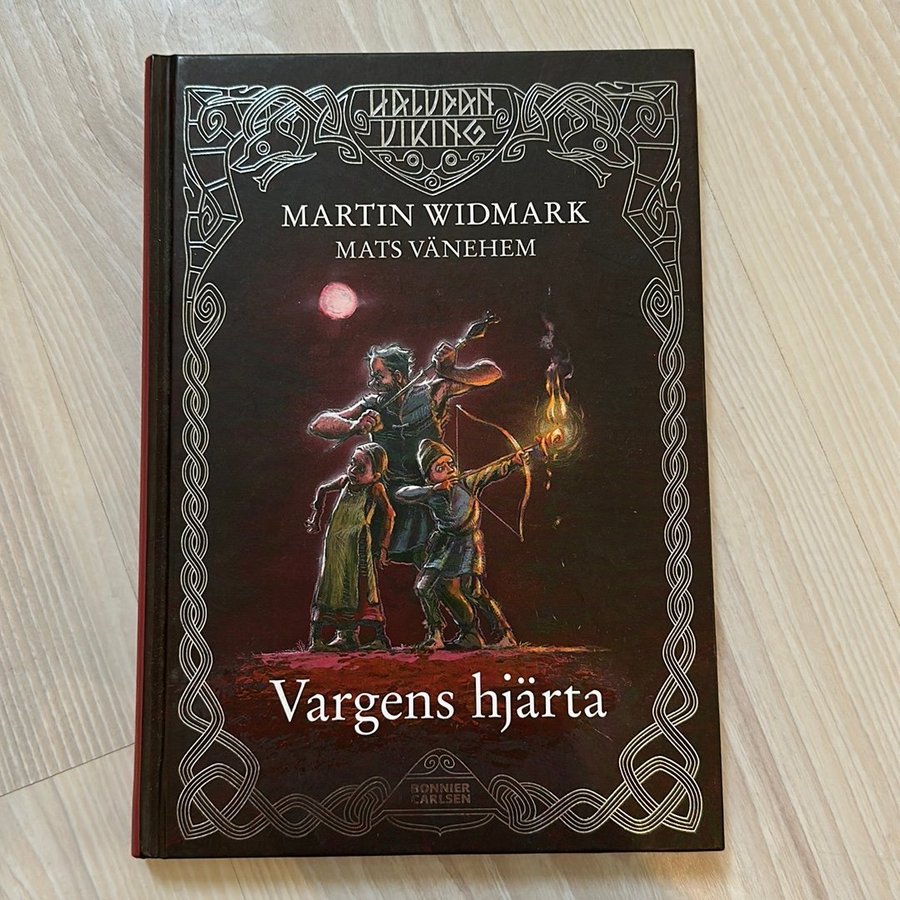 HALVDAN
VIKING
MARTIN WIDMARK
MATS VÄNEHEM
Vargens hjärta
BONNIER
CARLSEN